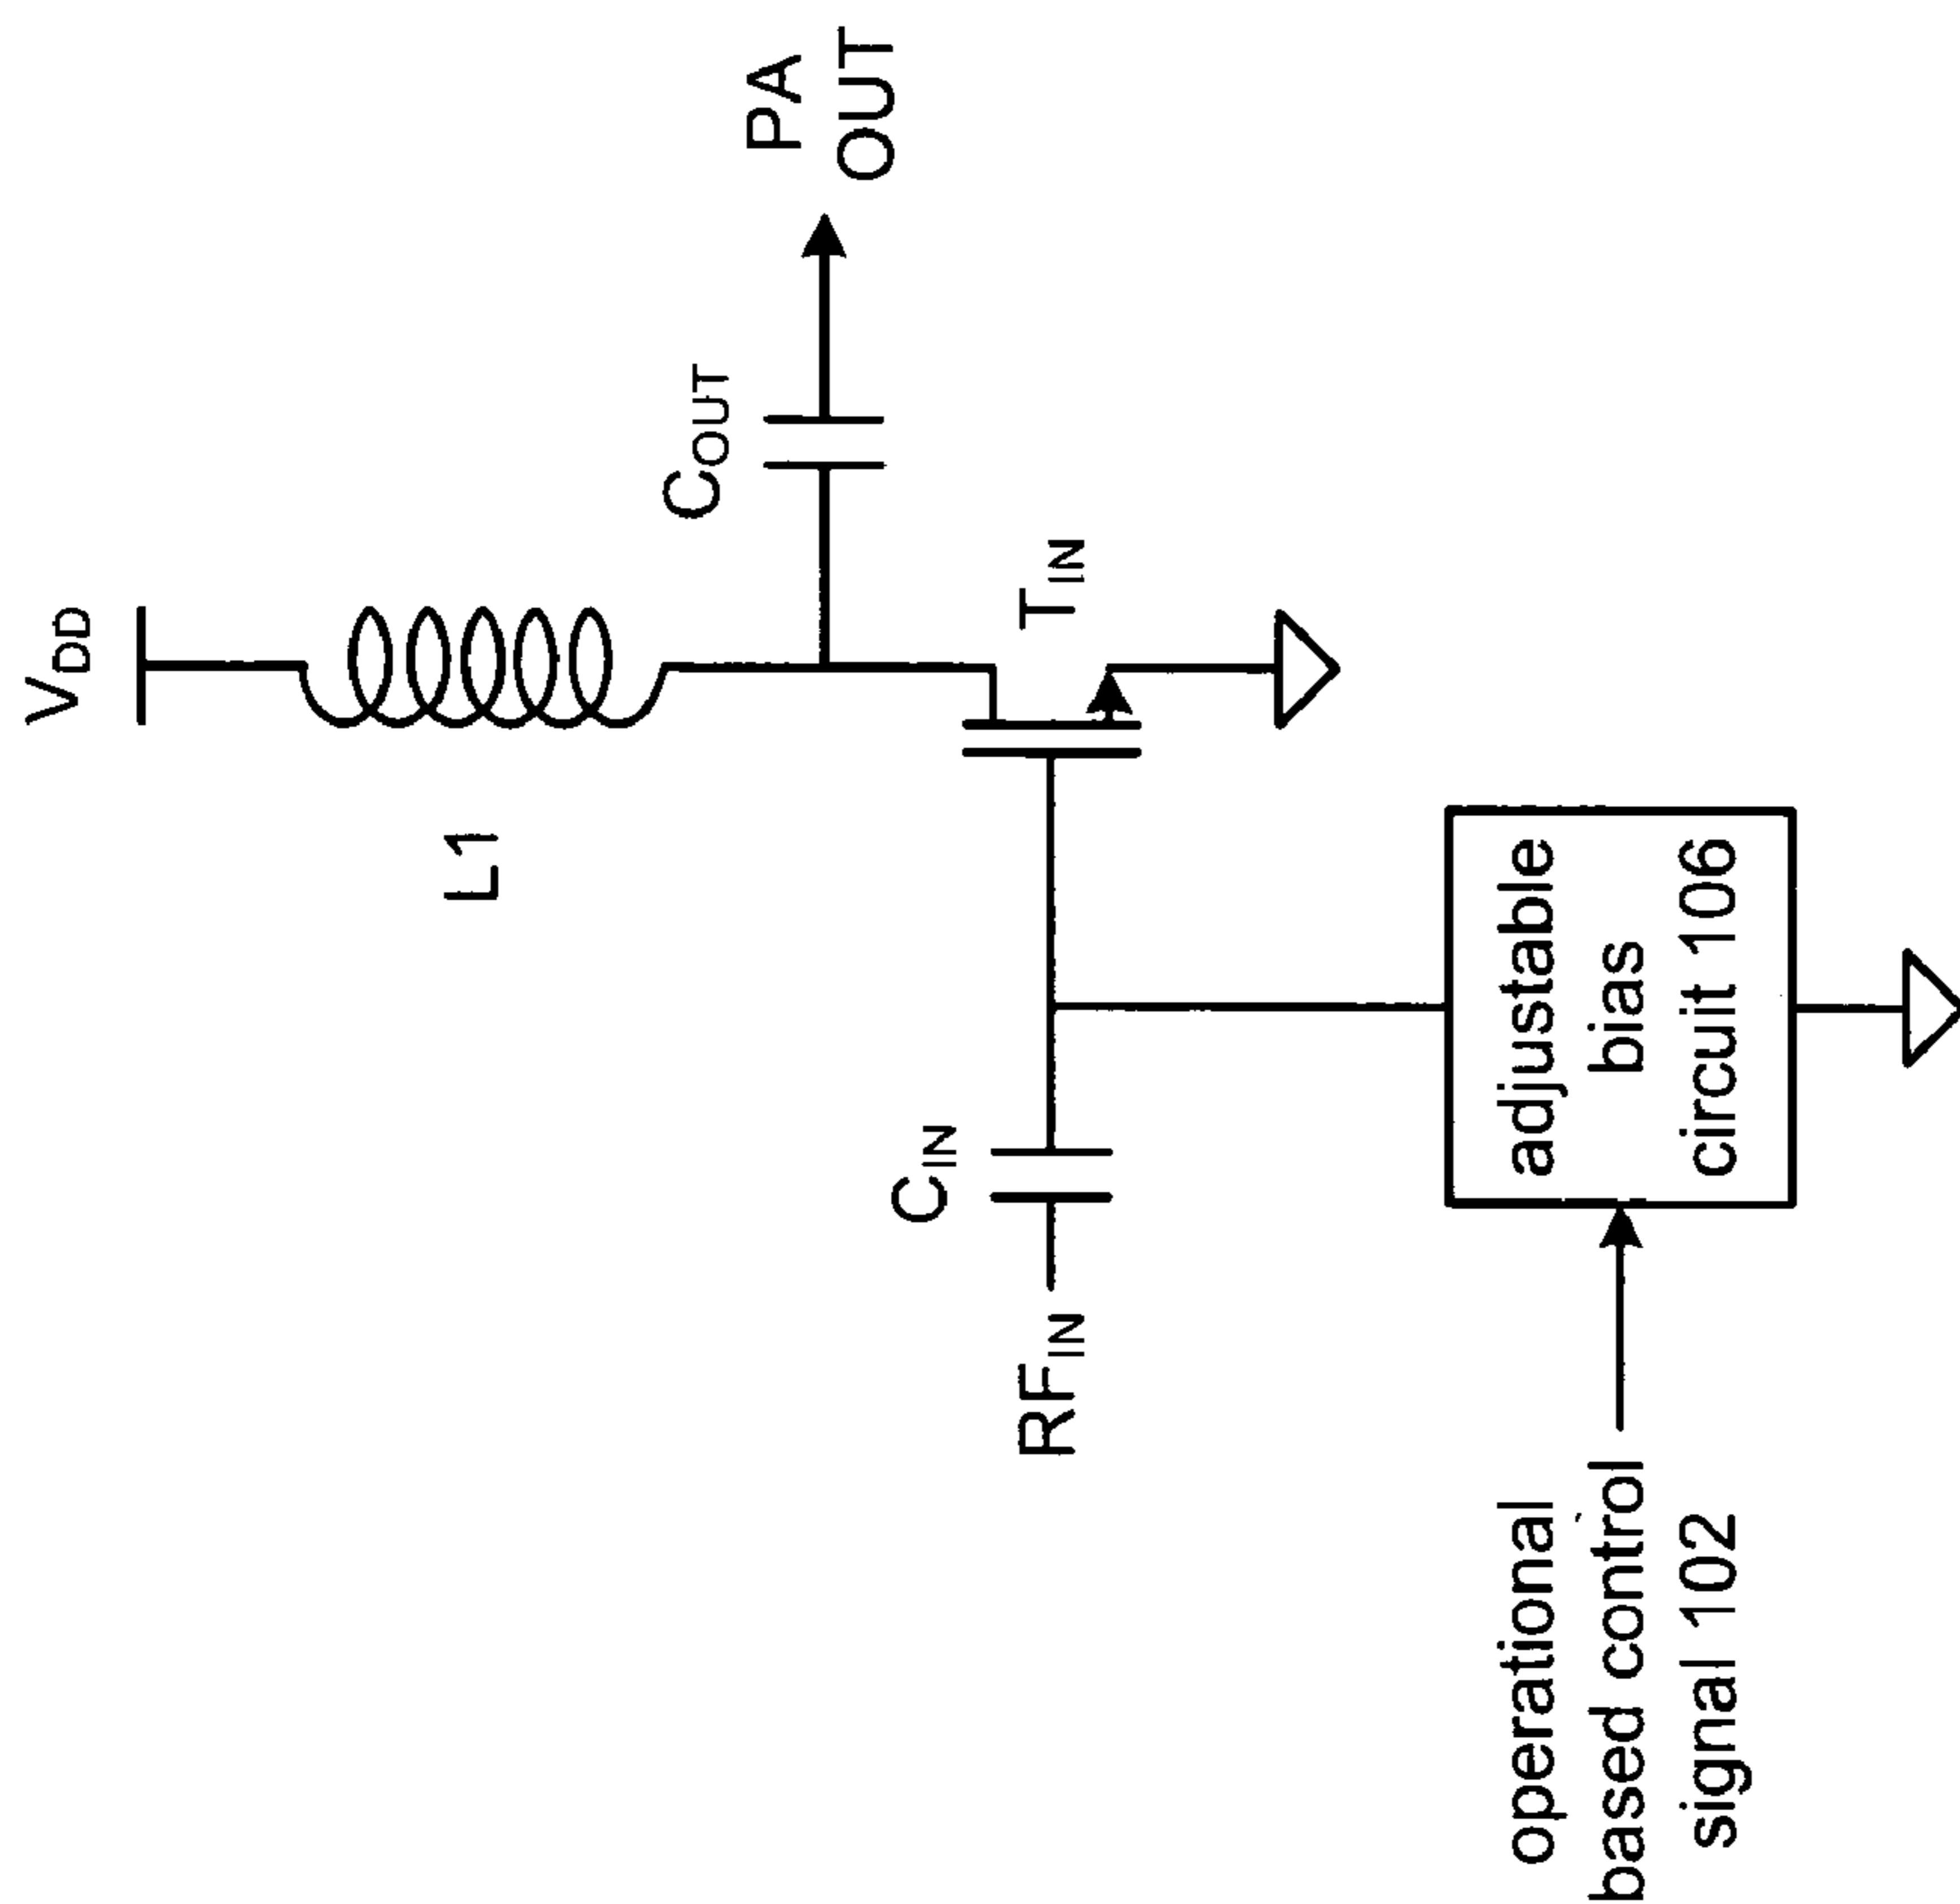 V_DD
PA
OUT
C_OUT
L1
T_IN
C_IN
RF_IN
adjustable
bias
circuit 106
operational
based control
signal 102